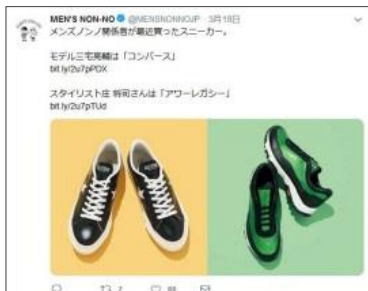 MEN'S NON-NO @MENSNONNOJP · 3月18日
メンズノンノ関係者が最近買ったスニーカー。
モデル三宅亮輔は「コンバース」
bit.ly/2u7pPOX
スタイリスト庄 将司さんは「アワーレガシー」
bit.ly/2u7pTUd
2
68